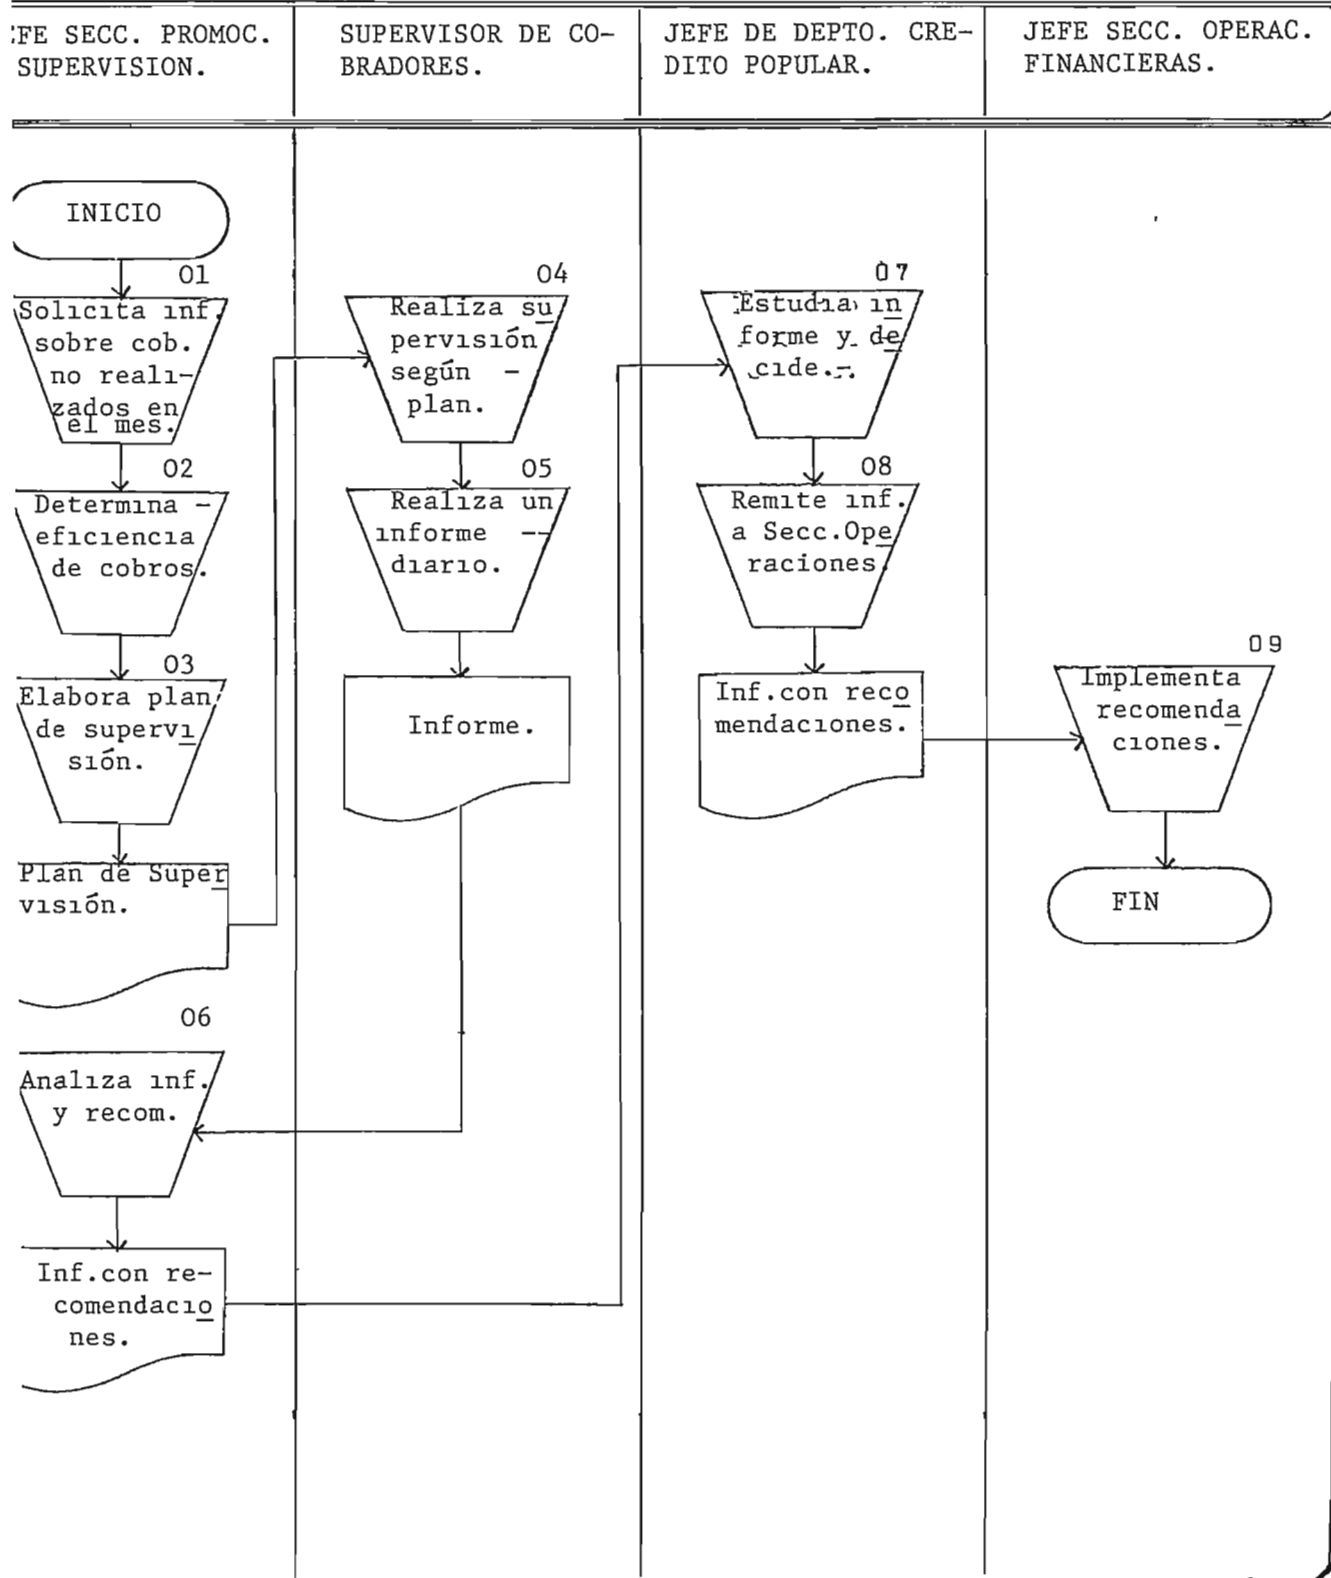 FE SECC. PROMOC.
SUPERVISION.
SUPERVISOR DE CO-
BRADORES.
JEFE DE DEPTO. CRE-
DITO POPULAR.
JEFE SECC. OPERAC.
FINANCIERAS.
INICIO
01
Solicita inf.
sobre cob.
no reali-
zados en
el mes.
02
Determina -
eficiencia
de cobros.
03
Elabora plan
de supervi
sión.
Plan de Super
visión.
06
Analiza inf.
y recom.
Inf.con re-
comendacio
nes.
04
Realiza su
pervisión
según -
plan.
05
Realiza un
informe --
diario.
Informe.
07
Estudia in
forme y de
cide.-
08
Remite inf.
a Secc.Ope
raciones.
Inf.con reco
mendaciones.
09
Implementa
recomenda
ciones.
FIN